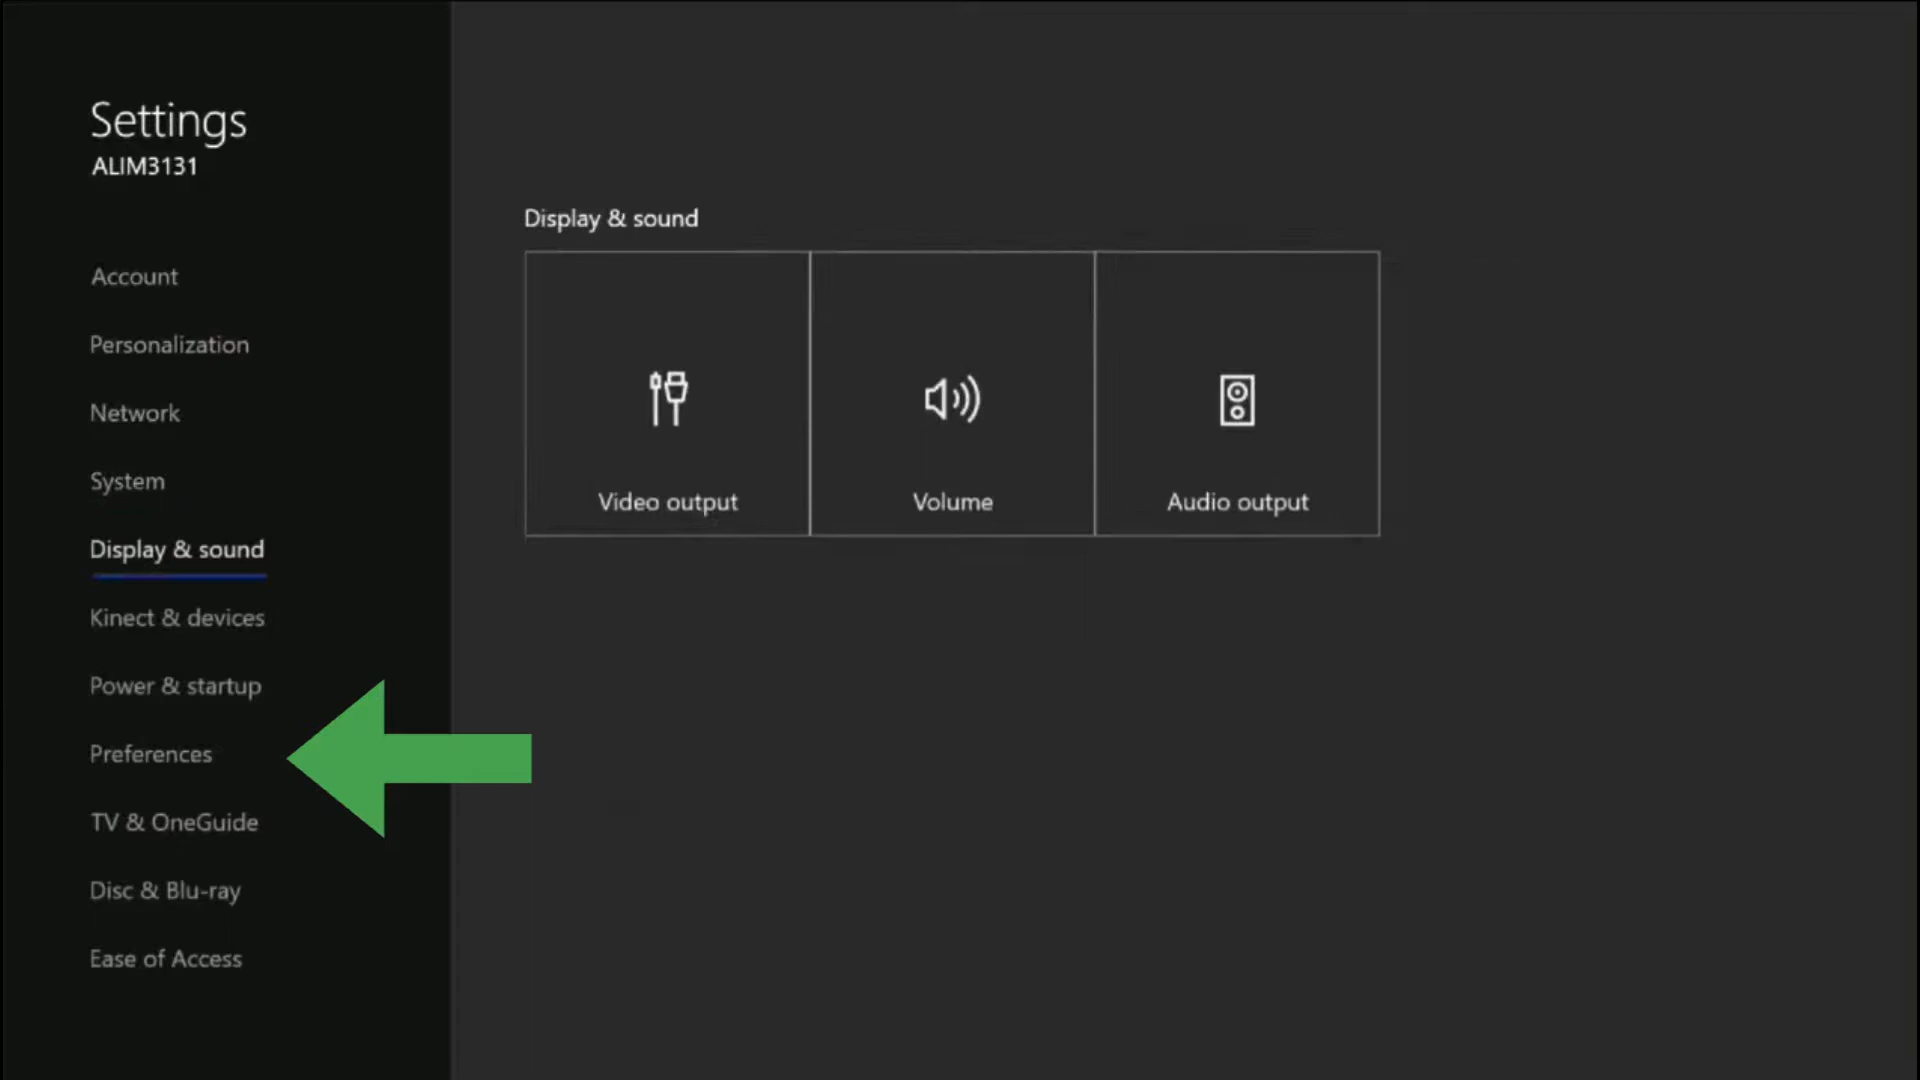 Settings
ALIM3131
Account
Personalization
Network
System
Display & sound
Kinect & devices
Power & startup
Preferences
TV & OneGuide
Disc & Blu-ray
Ease of Access
Display & sound
Video output
Volume
Audio output